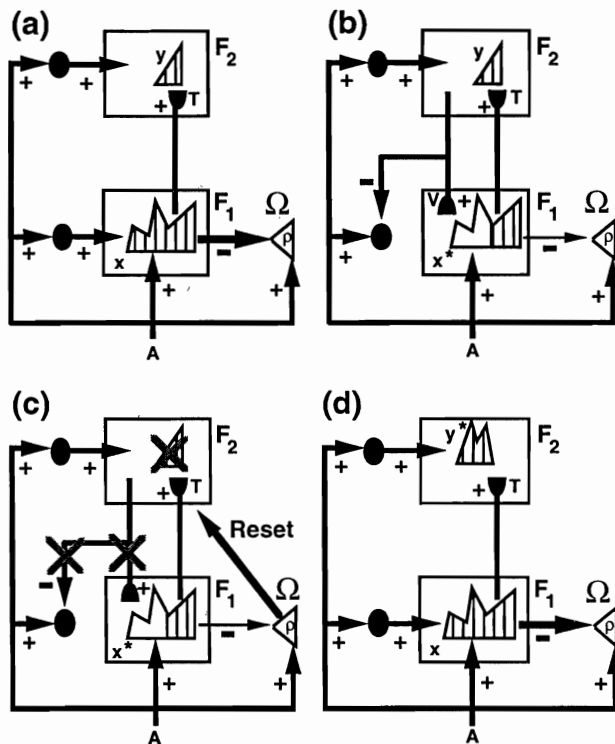 (a)
y F₂
+ + + T
F₁ Ω
+ + x − ρ
+ +
A
(b)
y F₂
+ + + T
−
V + F₁ Ω
+ x* − ρ
+ +
A
(c)
F₂
+ + + T
Reset
− + F₁ Ω
+ x* − ρ
+ +
A
(d)
y* F₂
+ + + T
F₁ Ω
+ + x − ρ
+ +
A